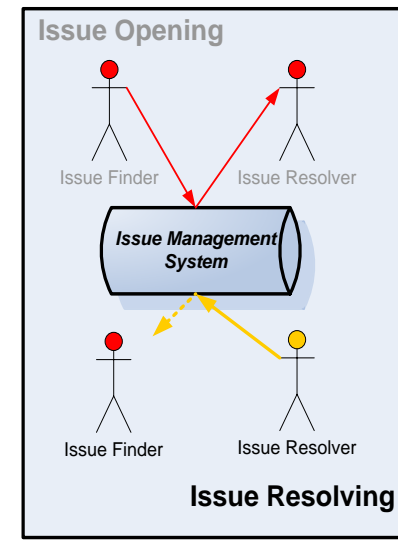 Issue Opening
Issue Finder
Issue Resolver
Issue Management
System
Issue Finder
Issue Resolver
Issue Resolving